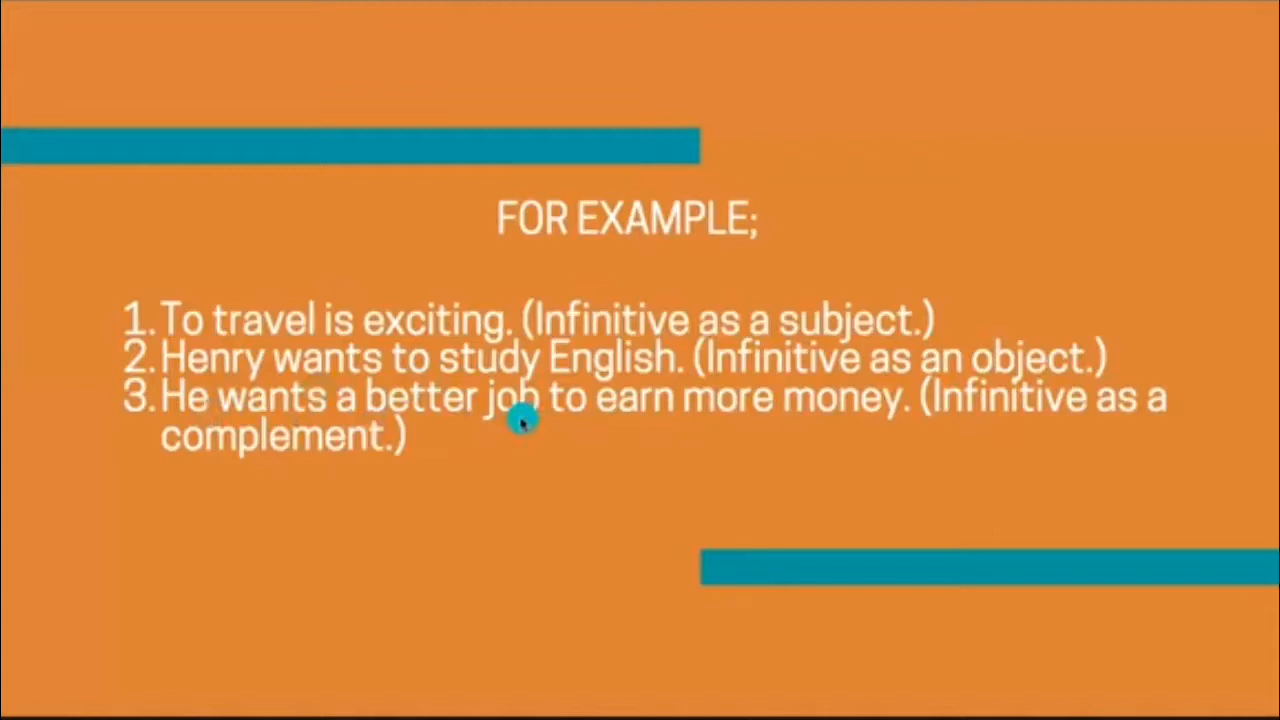 FOR EXAMPLE;
1. To travel is exciting. (Infinitive as a subject.)
2. Henry wants to study English. (Infinitive as an object.)
3. He wants a better job to earn more money. (Infinitive as a
complement.)